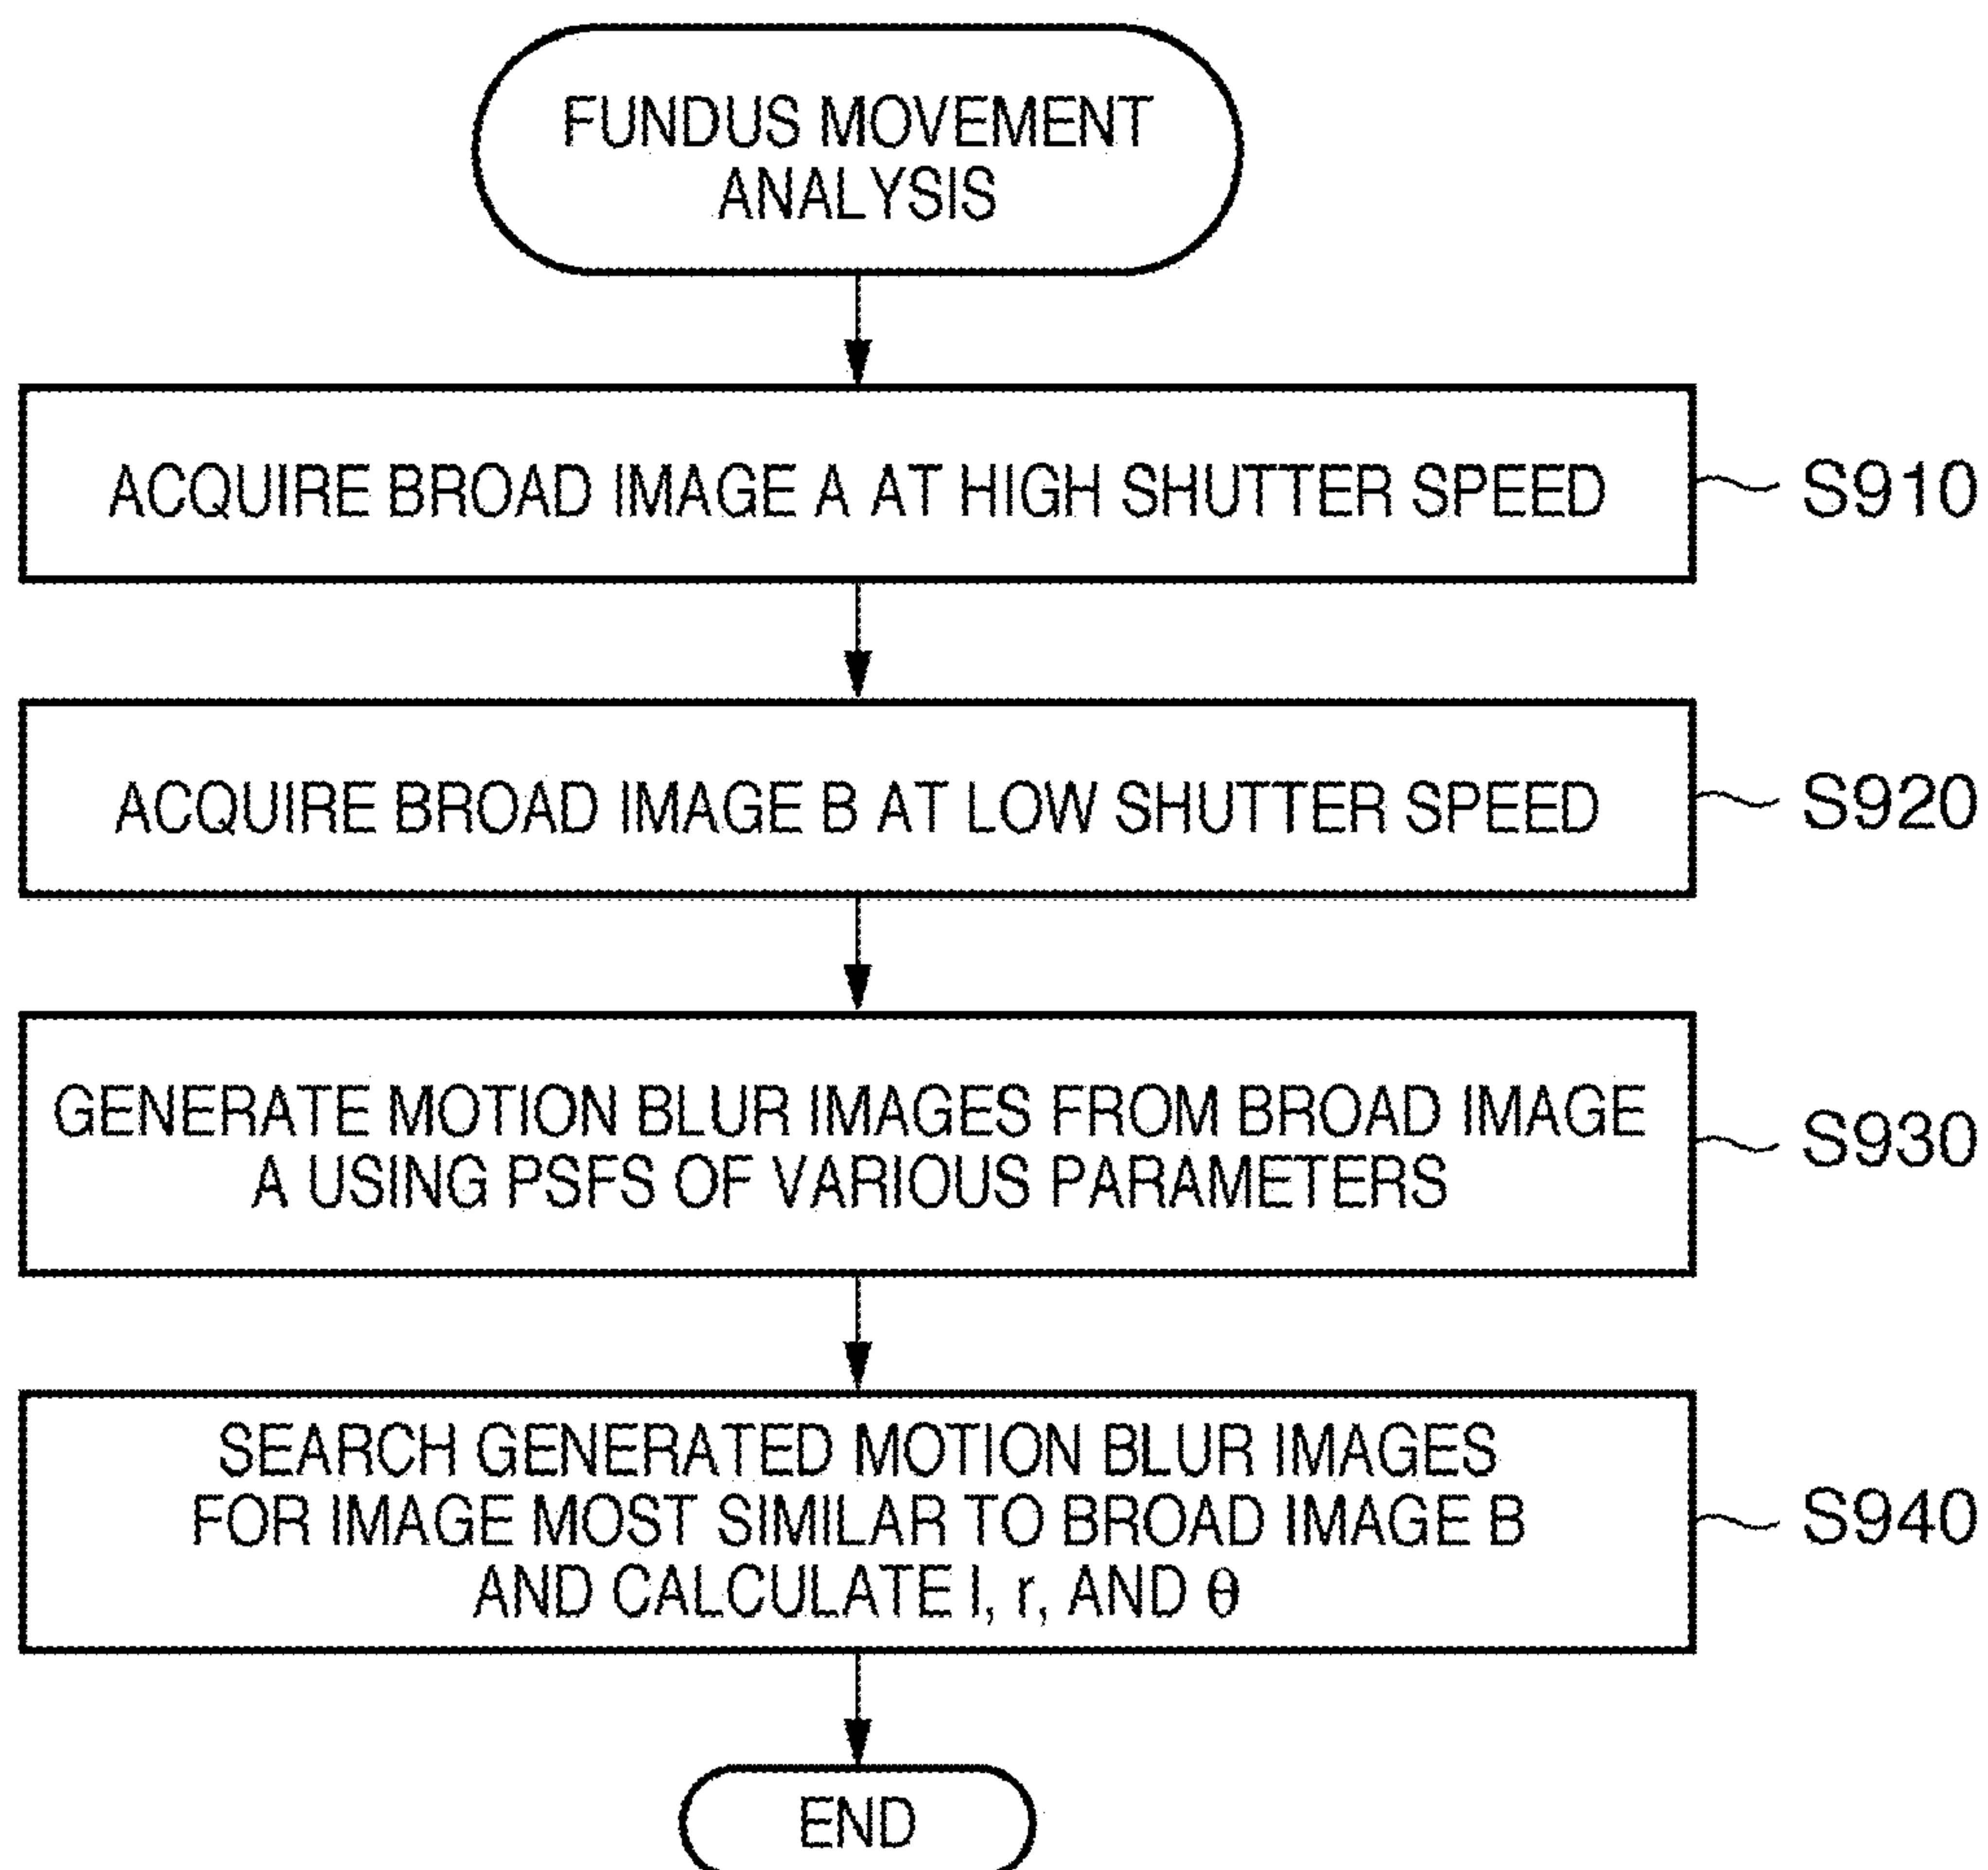 FUNDUS MOVEMENT
ANALYSIS
ACQUIRE BROAD IMAGE A AT HIGH SHUTTER SPEED
S910
ACQUIRE BROAD IMAGE B AT LOW SHUTTER SPEED
S920
GENERATE MOTION BLUR IMAGES FROM BROAD IMAGE
A USING PSFS OF VARIOUS PARAMETERS
S930
SEARCH GENERATED MOTION BLUR IMAGES
FOR IMAGE MOST SIMILAR TO BROAD IMAGE B
AND CALCULATE l, r, AND θ
S940
END